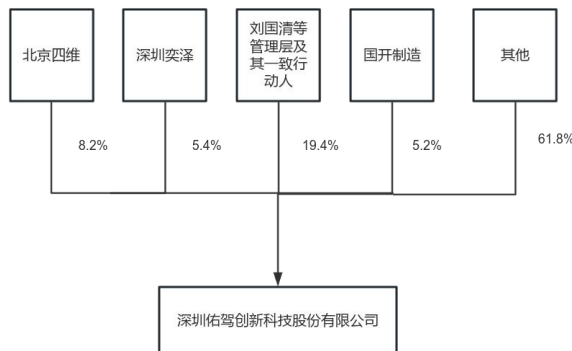 北京四维
深圳奕泽
刘国清等
管理层及
其一致行
动人
国开制造
其他
8.2%
5.4%
19.4%
5.2%
61.8%
深圳佑驾创新科技股份有限公司